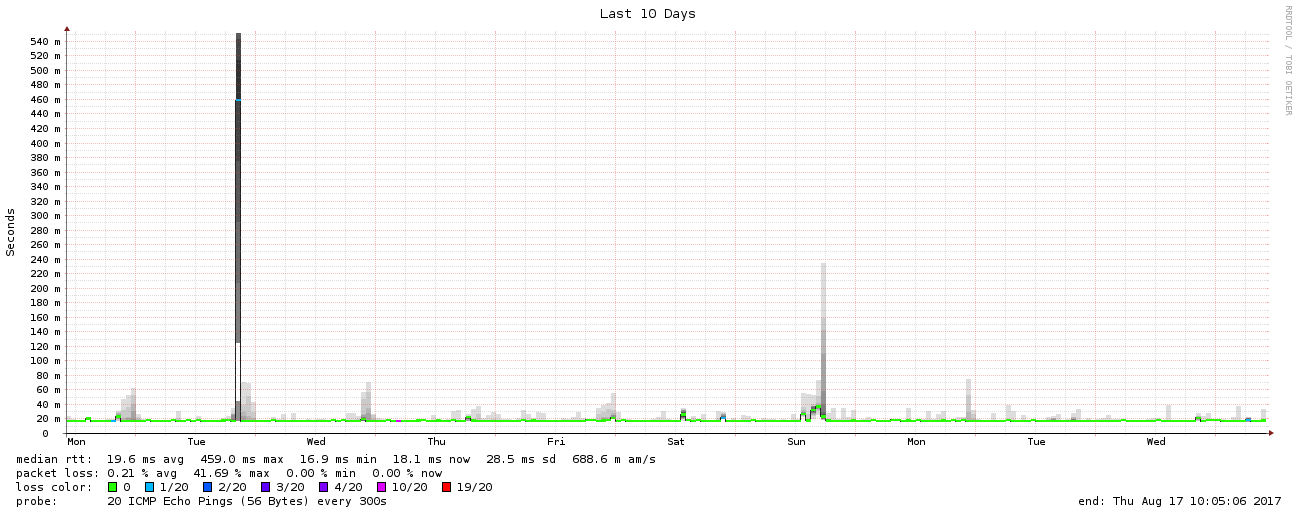 Last 10 Days
RRDTOOL / TOBI OETIKER
Seconds
540 m
520 m
500 m
480 m
460 m
440 m
420 m
400 m
380 m
360 m
340 m
320 m
300 m
280 m
260 m
240 m
220 m
200 m
180 m
160 m
140 m
120 m
100 m
80 m
60 m
40 m
20 m
0
Mon Tue Wed Thu Fri Sat Sun Mon Tue Wed
median rtt: 19.6 ms avg 459.0 ms max 16.9 ms min 18.1 ms now 28.5 ms sd 688.6 m am/s
packet loss: 0.21 % avg 41.69 % max 0.00 % min 0.00 % now
loss color: 0 1/20 2/20 3/20 4/20 10/20 19/20
probe: 20 ICMP Echo Pings (56 Bytes) every 300s end: Thu Aug 17 10:05:06 2017